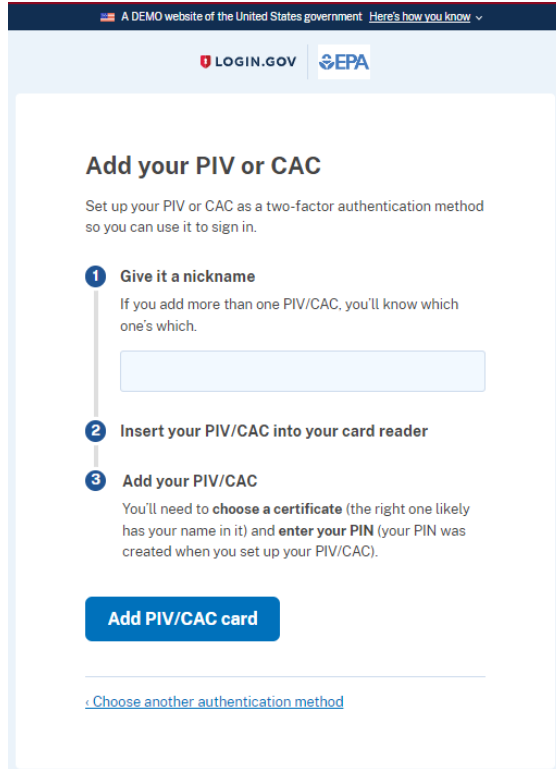 A DEMO website of the United States government Here's how you know
LOGIN.GOV EPA
Add your PIV or CAC
Set up your PIV or CAC as a two-factor authentication method
so you can use it to sign in.
1 Give it a nickname
If you add more than one PIV/CAC, you'll know which
one's which.
2 Insert your PIV/CAC into your card reader
3 Add your PIV/CAC
You'll need to choose a certificate (the right one likely
has your name in it) and enter your PIN (your PIN was
created when you set up your PIV/CAC).
Add PIV/CAC card
‹ Choose another authentication method